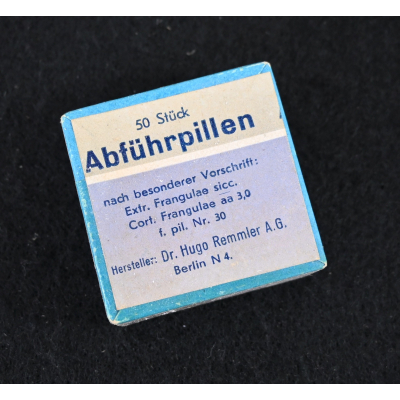 50 Stück
Abführpillen
nach besonderer Vorschrift:
Extr. Frangulae sicc.
Cort. Frangulae aa 3,0
f. pil. Nr. 30
Hersteller: Dr. Hugo Remmler A.G.
Berlin N 4.